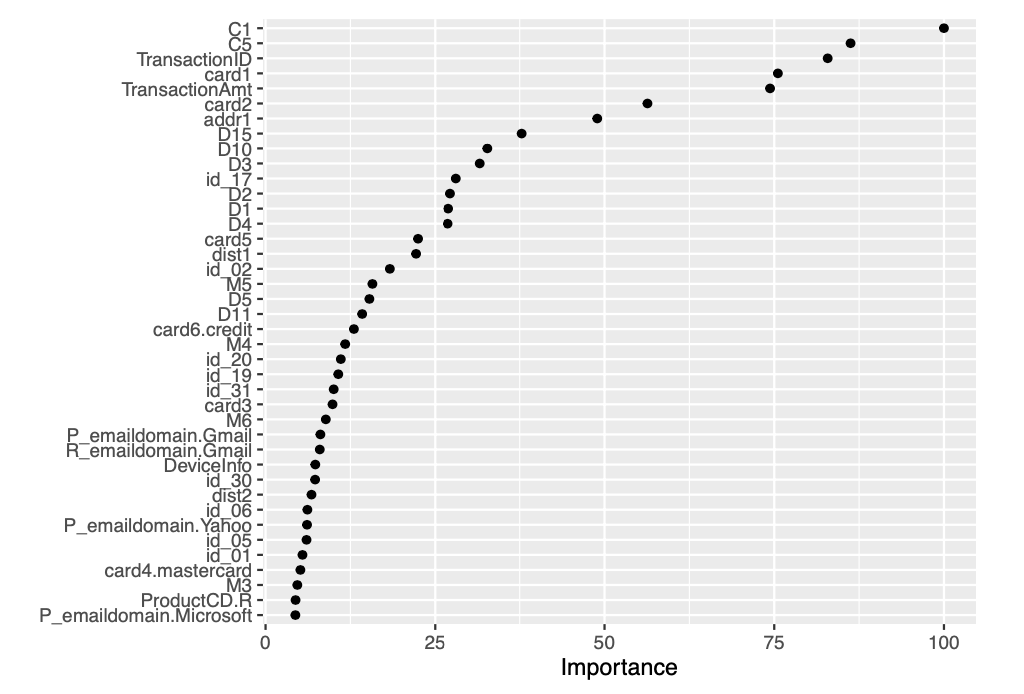 C1
C5
TransactionID
card1
TransactionAmt
card2
addr1
D15
D10
D3
id_17
D2
D1
D4
card5
dist1
id_02
M5
D5
D11
card6.credit
M4
id_20
id_19
id_31
card3
M6
P_emaildomain.Gmail
R_emaildomain.Gmail
DeviceInfo
id_30
dist2
id_06
P_emaildomain.Yahoo
id_05
id_01
card4.mastercard
M3
ProductCD.R
P_emaildomain.Microsoft
0 25 50 75 100
Importance